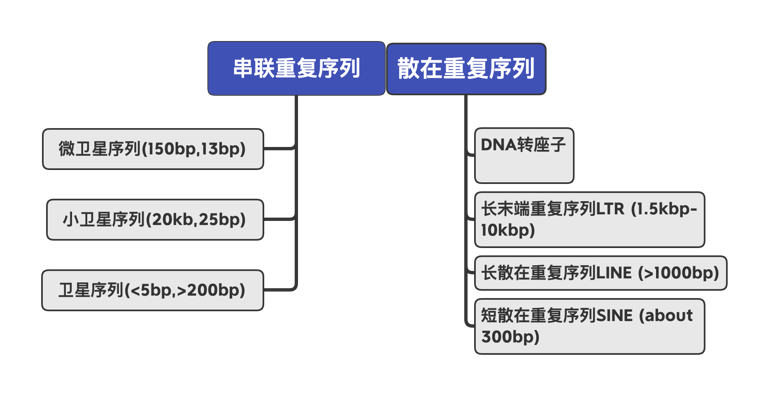 串联重复序列
散在重复序列
微卫星序列(150bp,13bp)
小卫星序列(20kb,25bp)
卫星序列(<5bp,>200bp)
DNA转座子
长末端重复序列LTR (1.5kbp-
10kbp)
长散在重复序列LINE (>1000bp)
短散在重复序列SINE (about
300bp)